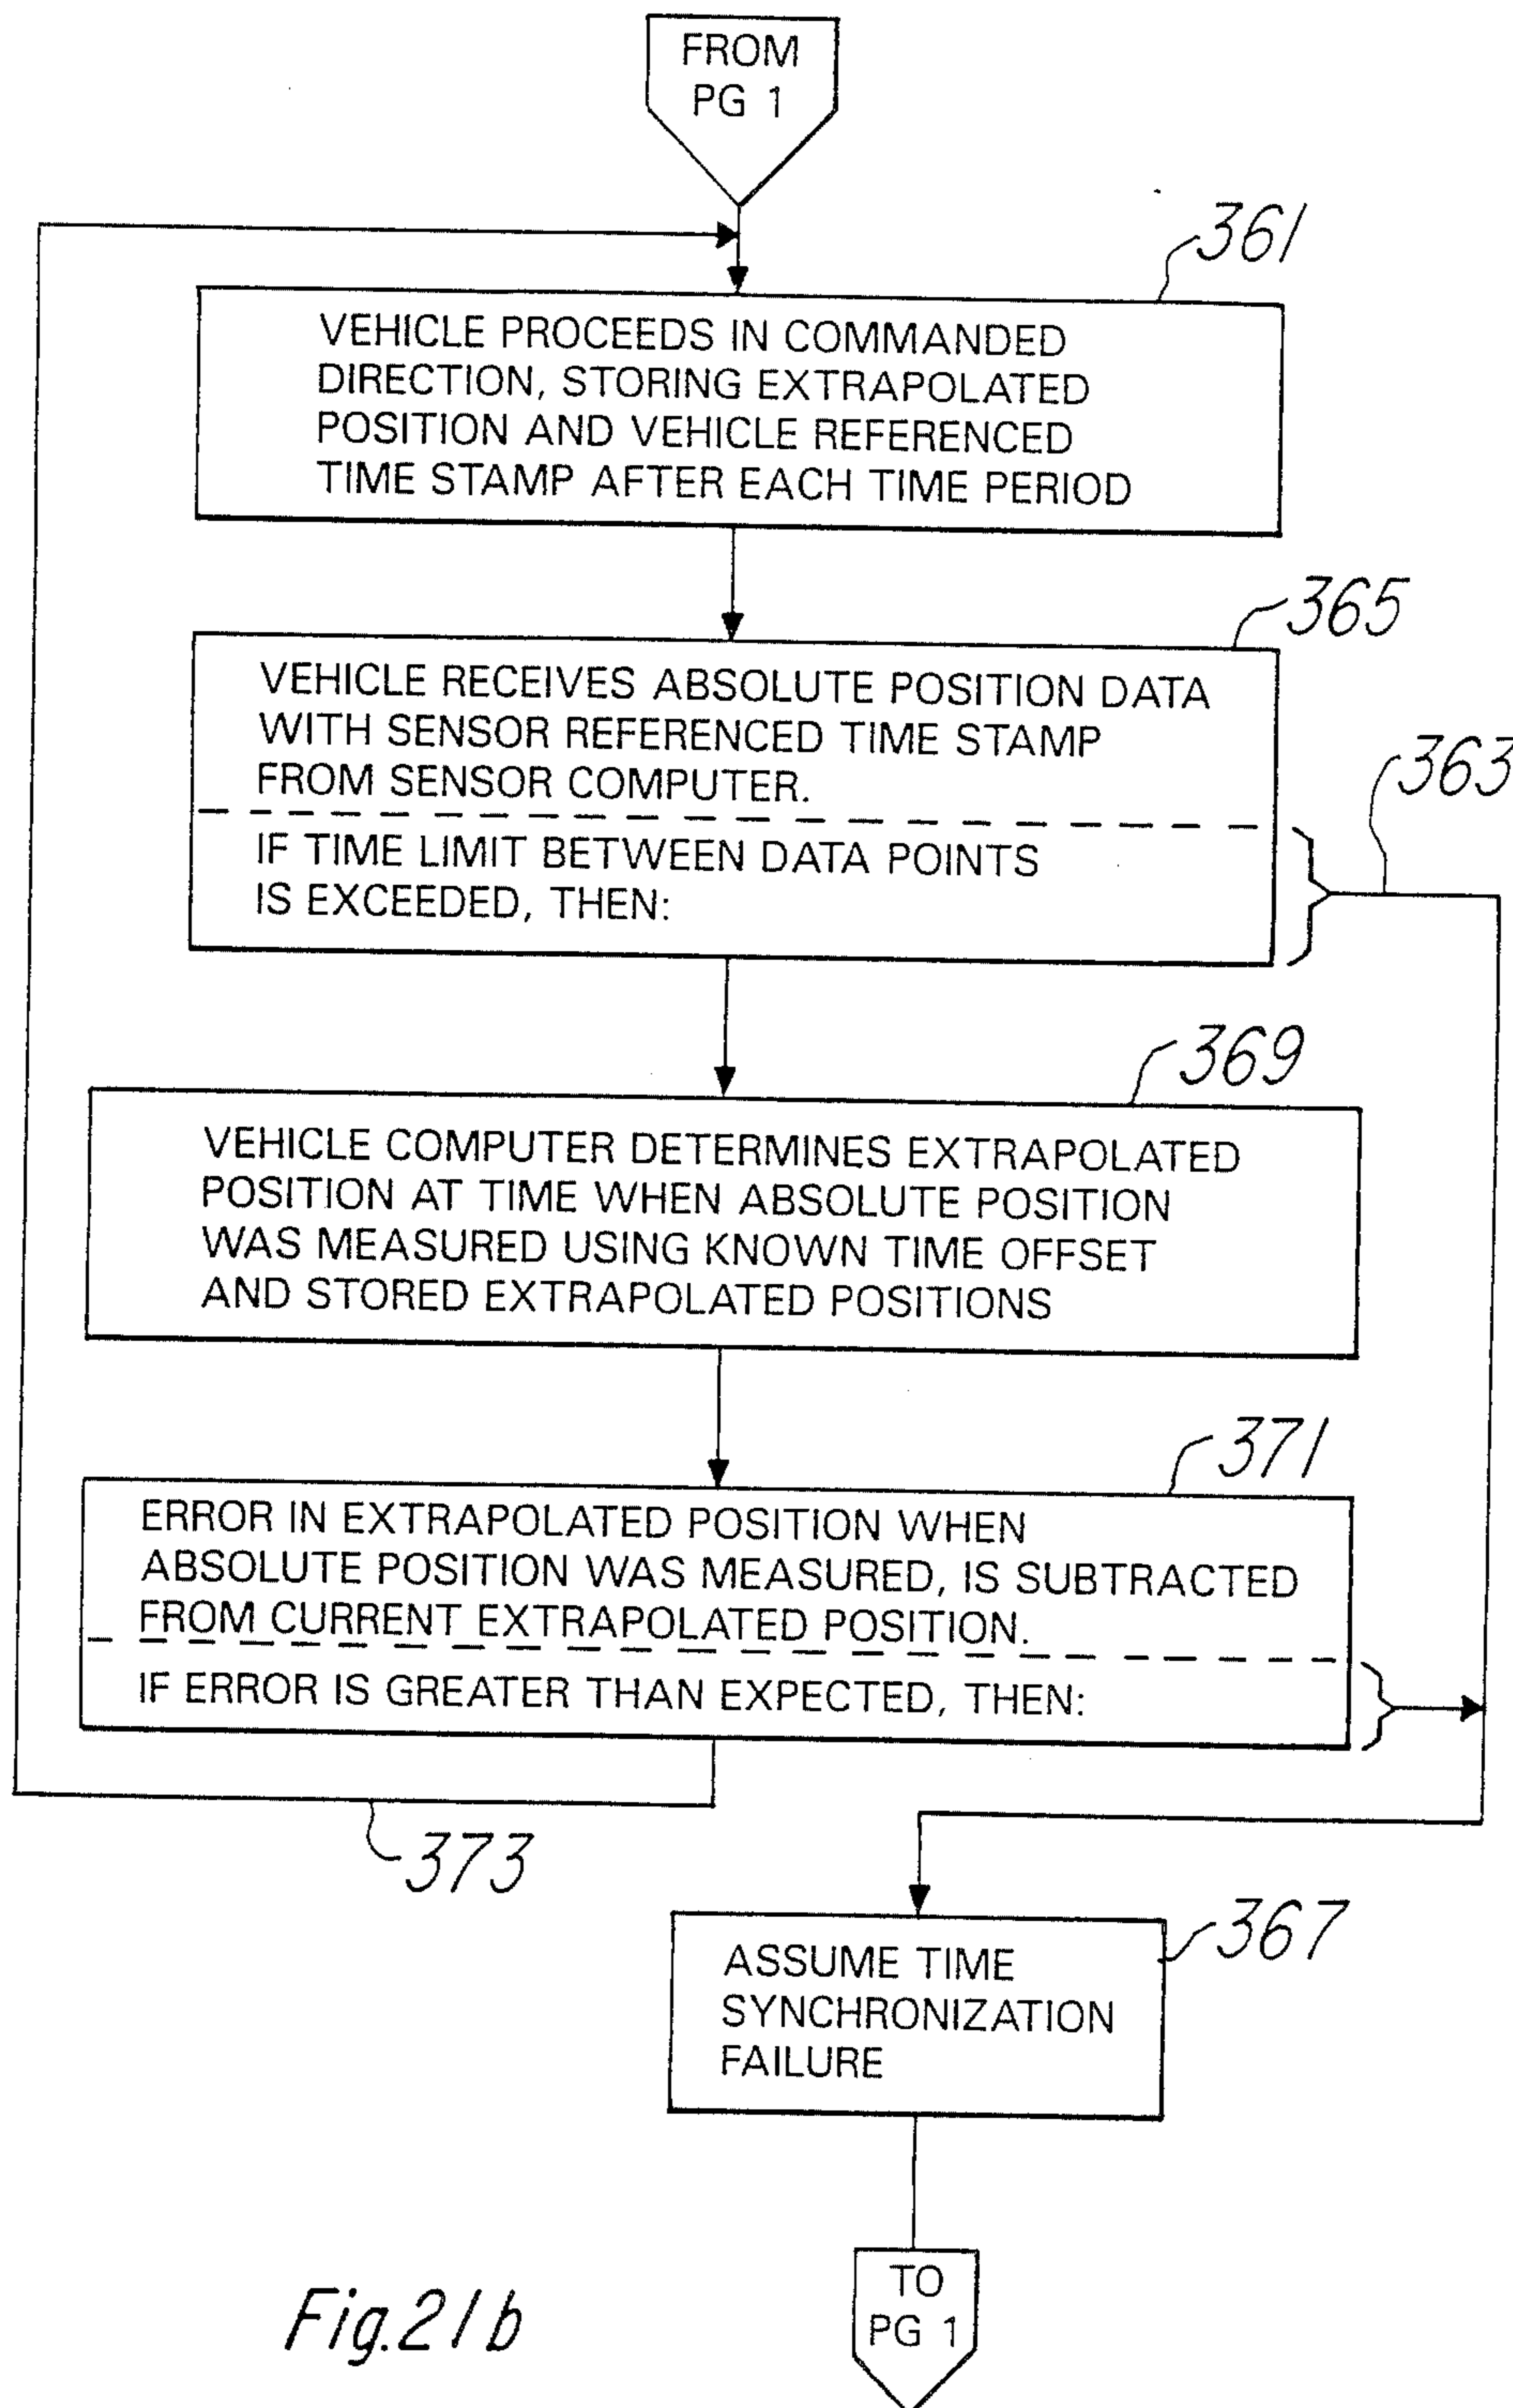 FROM
PG 1
361
VEHICLE PROCEEDS IN COMMANDED
DIRECTION, STORING EXTRAPOLATED
POSITION AND VEHICLE REFERENCED
TIME STAMP AFTER EACH TIME PERIOD
365
VEHICLE RECEIVES ABSOLUTE POSITION DATA
WITH SENSOR REFERENCED TIME STAMP
FROM SENSOR COMPUTER.
363
IF TIME LIMIT BETWEEN DATA POINTS
IS EXCEEDED, THEN:
369
VEHICLE COMPUTER DETERMINES EXTRAPOLATED
POSITION AT TIME WHEN ABSOLUTE POSITION
WAS MEASURED USING KNOWN TIME OFFSET
AND STORED EXTRAPOLATED POSITIONS
371
ERROR IN EXTRAPOLATED POSITION WHEN
ABSOLUTE POSITION WAS MEASURED, IS SUBTRACTED
FROM CURRENT EXTRAPOLATED POSITION.
IF ERROR IS GREATER THAN EXPECTED, THEN:
373
367
ASSUME TIME
SYNCHRONIZATION
FAILURE
TO
PG 1
Fig.21b